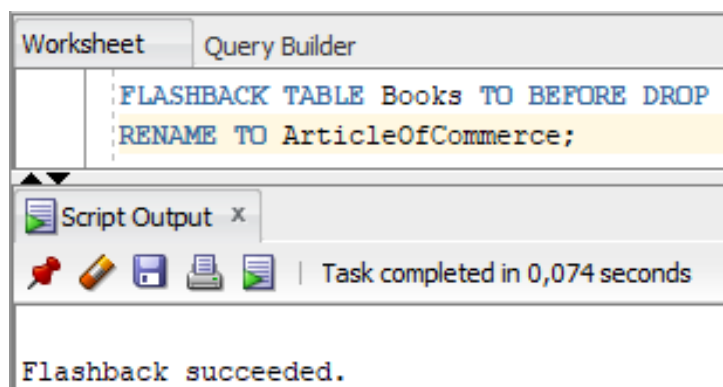 Worksheet Query Builder
FLASHBACK TABLE Books TO BEFORE DROP
RENAME TO ArticleOfCommerce;
Script Output x
Task completed in 0,074 seconds
Flashback succeeded.